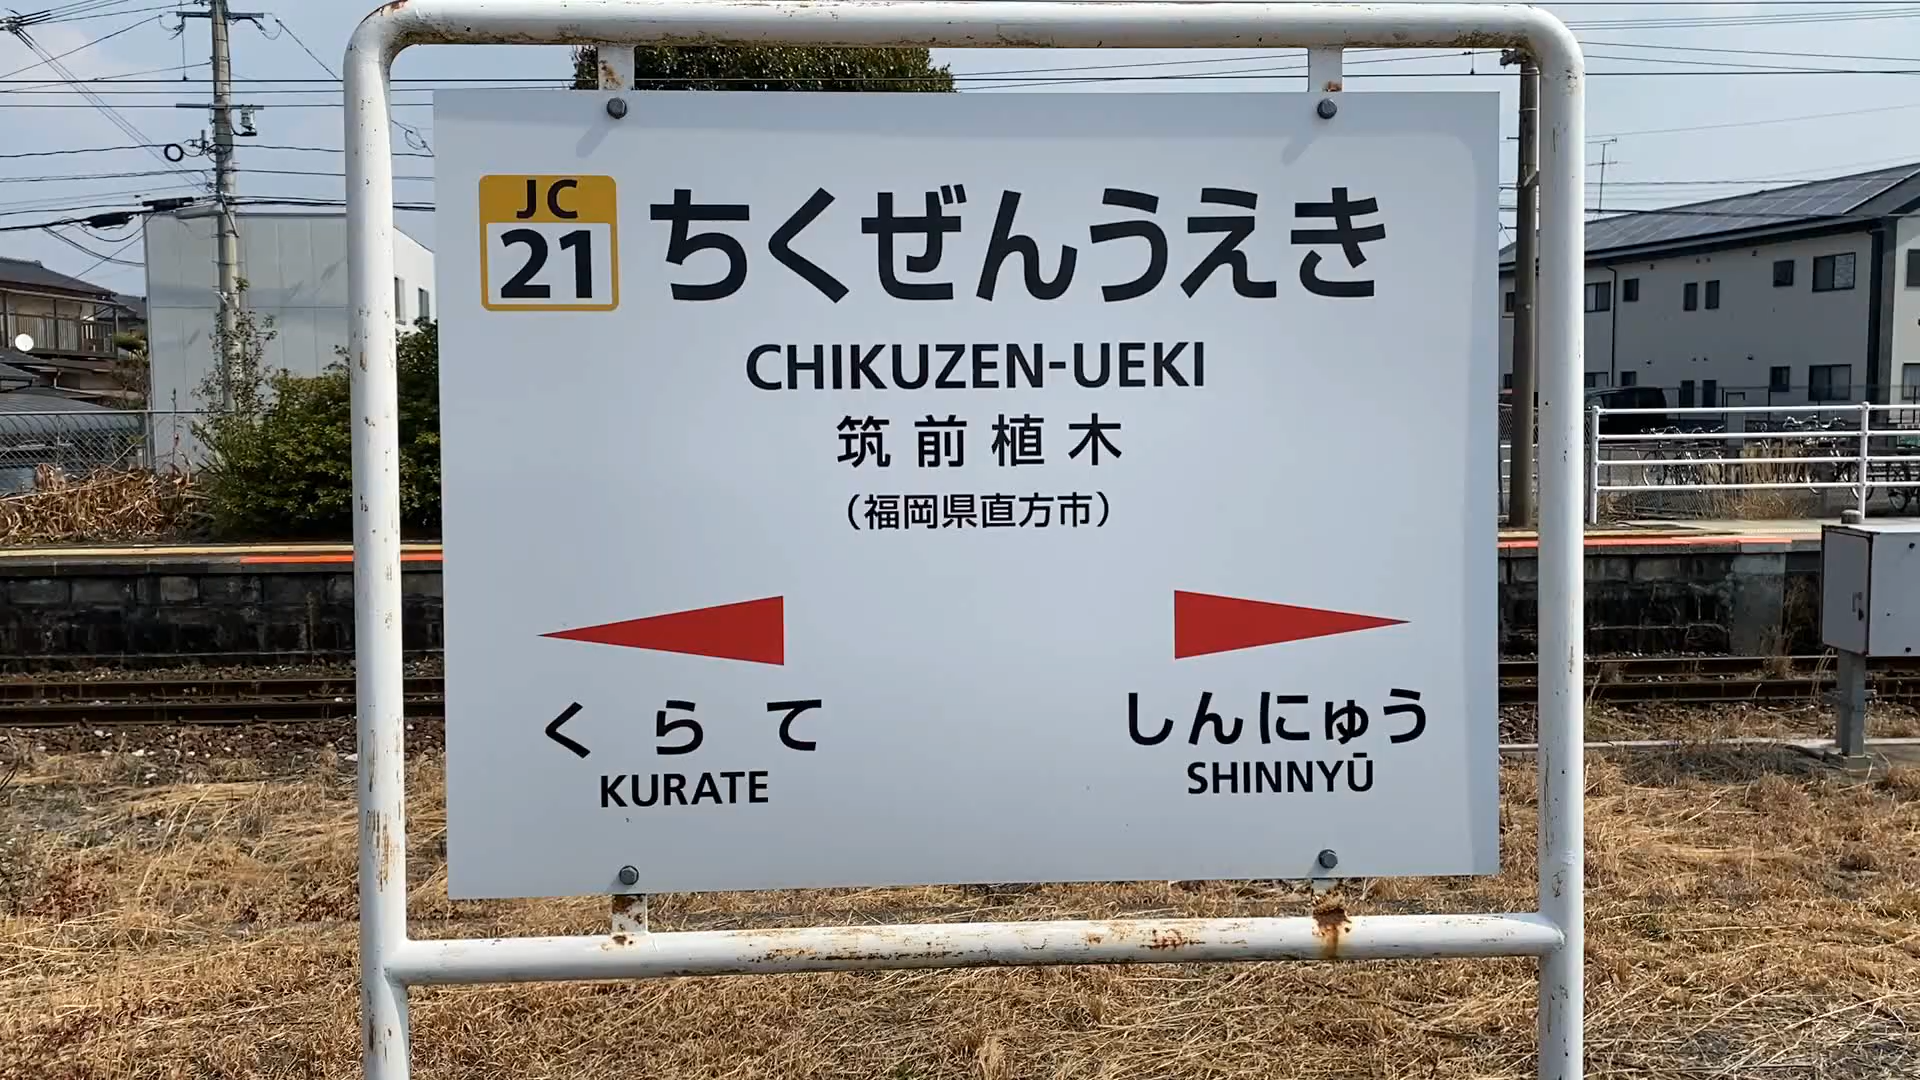 JC
21
ちくぜんうえき
CHIKUZEN-UEKI
筑前植木
（福岡県直方市）
くらて
KURATE
しんにゅう
SHINNYŪ